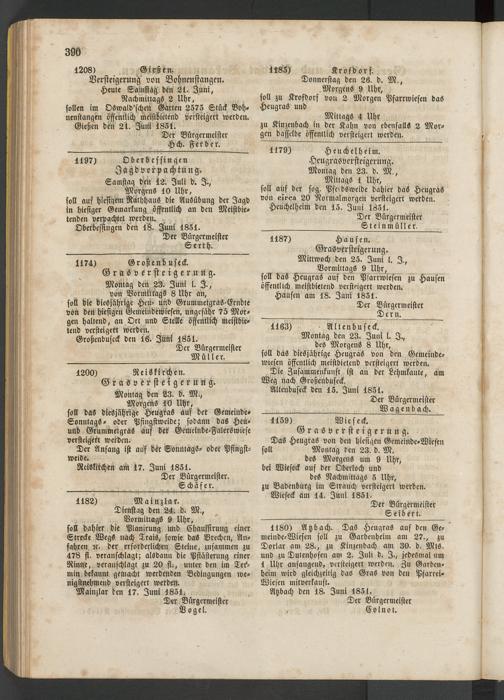 390
1208) Gießen.
Versteigerung von Bohnenstangen.
Heute Samstag den 21. Juni,
Nachmittags 2 Uhr,
sollen im Oswald'schen Garten 2575 Stück Boh-
nenstangen öffentlich meistbietend versteigert werden.
Gießen den 21. Juni 1851.
Der Bürgermeister
Hch. Ferber.
1197) Oberbessingen
Jagdverpachtung.
Samstag den 12. Juli d. J.,
Morgens 10 Uhr,
soll auf hiesigem Rathhaus die Ausübung der Jagd
in hiesiger Gemarkung öffentlich an den Meistbie-
tenden verpachtet werden.
Oberbessingen den 18. Juni 1851.
Der Bürgermeister
Serth.
1174) Großenbuseck.
Grasversteigerung.
Montag den 23. Juni l. J.,
von Vormittags 8 Uhr an,
soll die diesjährige Heu- und Grummetgras-Erndte
von den hiesigen Gemeindewiesen, ungefähr 75 Mor-
gen haltend, an Ort und Stelle öffentlich meistbie-
tend versteigert werden.
Großenbuseck den 16. Juni 1851.
Der Bürgermeister
Müller.
1200) Reiskirchen.
Grasversteigerung.
Montag den 23. d. M.,
Morgens 10 Uhr,
soll das diesjährige Heugras auf der Gemeinde-
Sonntags- oder Pfingstweide; sodann das Heu-
und Grummetgras auf der Gemeinde-Faselswiese
versteigert werden.
Der Anfang ist auf der Sonntags- oder Pfingst-
weide.
Reiskirchen am 17. Juni 1851.
Der Bürgermeister.
Schäfer.
1182) Mainzlar.
Dienstag den 24. d. M.,
Vormittags 9 Uhr,
soll dahier die Planirung und Chaussirung einer
Strecke Wegs nach Trais, sowie das Brechen, An-
fahren &c. der erforderlichen Steine, zusammen zu
478 fl. veranschlagt; alsdann die Pflästerung einer
Rinne, veranschlagt zu 20 fl., unter den im Ter-
min bekannt gemacht werdenden Bedingungen we-
nigstnehmend versteigert werden.
Mainzlar den 17. Juni 1851.
Der Bürgermeister
Vogel.
1185) Krofdorf.
Donnerstag den 26. d. M.,
Morgens 9 Uhr,
soll zu Krofdorf von 2 Morgen Pfarrwiesen das
Heugras und
Mittags 4 Uhr
zu Kinzenbach in der Kahn von ebenfalls 2 Mor-
gen dasselbe öffentlich versteigert werden.
1179) Heuchelheim.
Heugrasversteigerung.
Montag den 23. d. M.,
Mittags 1 Uhr,
soll auf der sog. Pferdsweide dahier das Heugras
von circa 20 Normalmorgen versteigert werden.
Heuchelheim den 15. Juni 1851.
Der Bürgermeister
Steinmüller.
1187) Hausen.
Grasversteigerung.
Mittwoch den 25. Juni l. J.,
Vormittags 9 Uhr,
soll das Heugras auf den Pfarrwiesen zu Hausen
öffentlich meistbietend versteigert werden.
Hausen am 18. Juni 1851.
Der Bürgermeister
Dern.
1163) Altenbuseck.
Montag den 23. Juni l. J.,
des Morgens 8 Uhr,
soll das diesjährige Heugras von den Gemeinde-
wiesen öffentlich meistbietend versteigert werden.
Die Zusammenkunft ist an der Lehnkaute, am
Weg nach Großenbuseck.
Altenbuseck den 15. Juni 1851.
Der Bürgermeister.
Wagenbach.
1159) Wieseck.
Grasversteigerung.
Das Heugras von den hiesigen Gemeinde-Wiesen
soll Montag den 23. d. M.
des Morgens um 9 Uhr,
bei Wieseck auf der Oberloch und
des Nachmittags 5 Uhr,
zu Badenburg im Strauch versteigert werden.
Wieseck am 14. Juni 1851.
Der Bürgermeister
Seibert.
1180) Atzbach. Das Heugras auf den Ge-
meinde-Wiesen soll zu Garbenheim am 27., zu
Dorlar am 28., zu Kinzenbach am 30. d. Mts.
und zu Dutenhofen am 2. Juli d. J., jedesmal um
1 Uhr anfangend, versteigert werden. Zu Garben-
heim wird gleichzeitig das Gras von den Pfarrei-
Wiesen mitverkauft.
Atzbach den 18. Juni 1851.
Der Bürgermeister
Colnot.